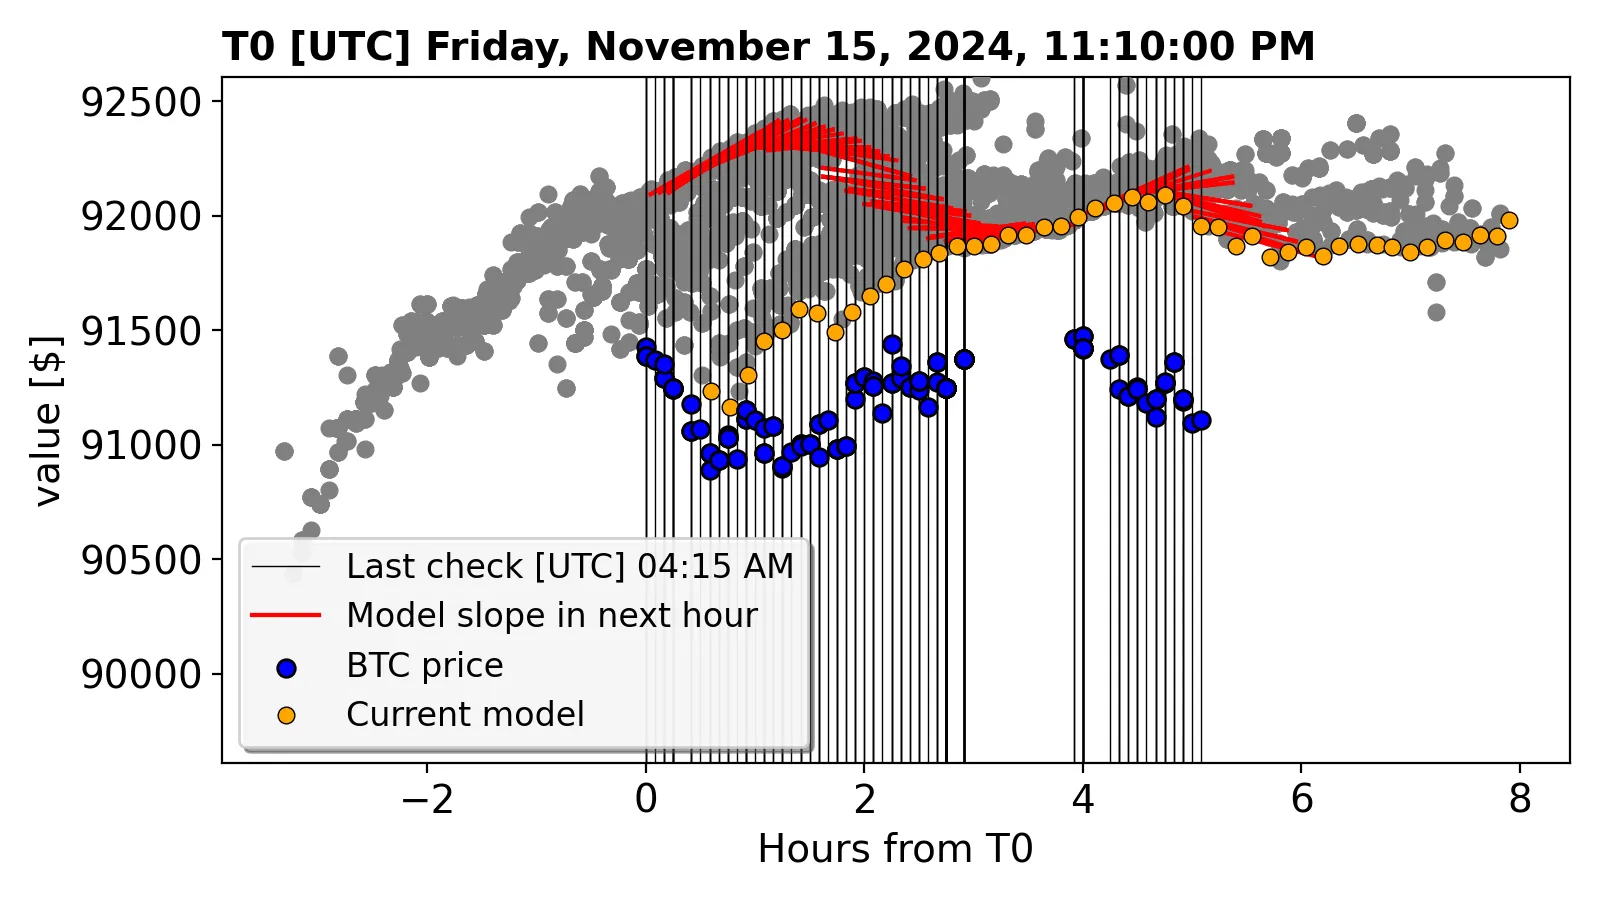 T0 [UTC] Friday, November 15, 2024, 11:10:00 PM
92500
92000
91500
91000
90500
90000
value [$]
Last check [UTC] 04:15 AM
Model slope in next hour
BTC price
Current model
−2 0 2 4 6 8
Hours from T0